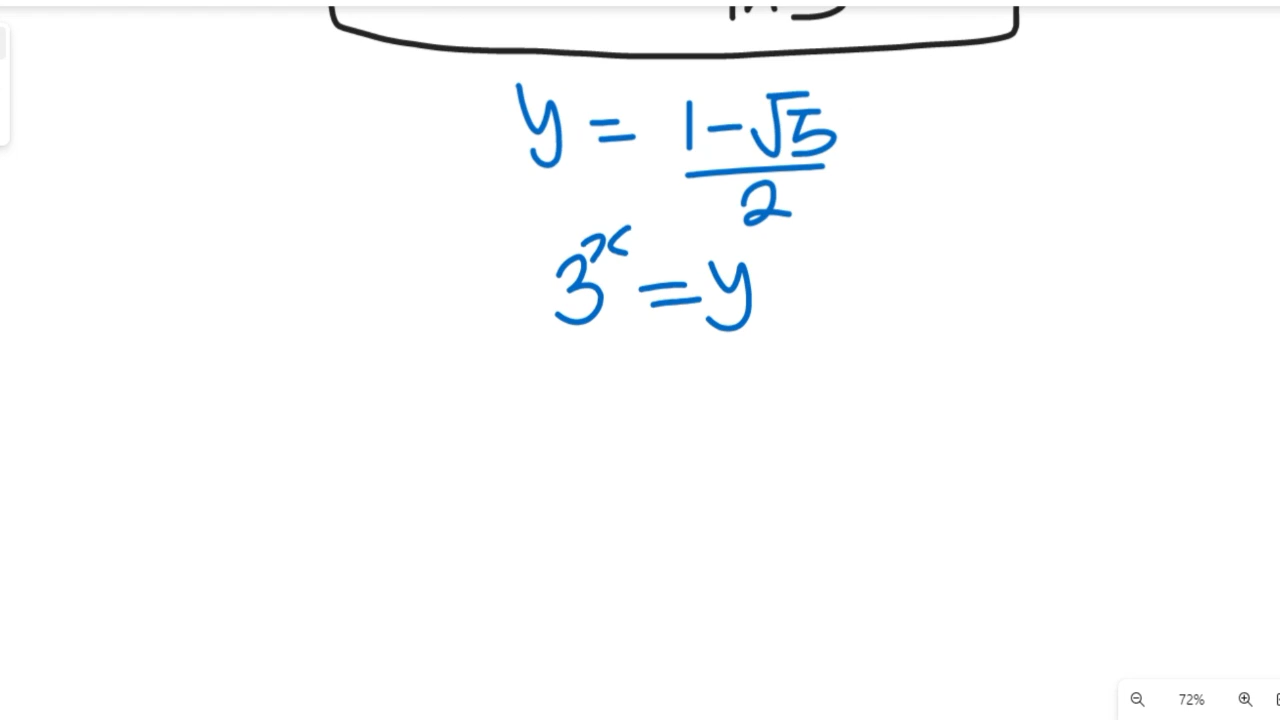 y = 1-√5 / 2
3^x = y
72%